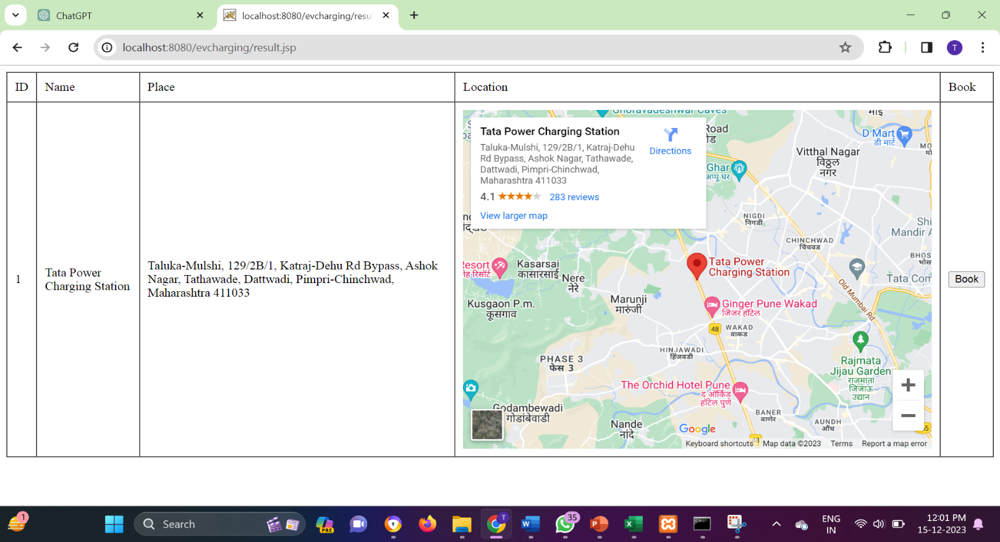 ChatGPT
localhost:8080/evcharging/resu
localhost:8080/evcharging/result.jsp
T
ID Name Place Location Book
1
Tata Power
Charging Station
Taluka-Mulshi, 129/2B/1, Katraj-Dehu Rd Bypass, Ashok
Nagar, Tathawade, Dattwadi, Pimpri-Chinchwad,
Maharashtra 411033
Tata Power Charging Station
Taluka-Mulshi, 129/2B/1, Katraj-Dehu
Rd Bypass, Ashok Nagar, Tathawade,
Dattwadi, Pimpri-Chinchwad,
Maharashtra 411033
4.1
283 reviews
View larger map
Directions
Ghoravadeshwar Caves
Road
Ghar
अप्पू घर
D Mart
डी मार्ट
Vitthal Nagar
विठ्ठल
नगर
NIGDI
निगडी
Shi
Mandir
CHINCHWAD
चिंचवड
BHOS
भोस
Resort
Kasarsai
कासारसाई
Nere
नेरे
Tata Power
Charging Station
Tata Com
Old Mumbai Rd
Kusgaon P.m.
कूसगाव
Marunji
मारुंजी
Ginger Pune Wakad
जिंजर हॉटेल
48
WAKAD
वाकड
HINJAWADI
हिंजवडी
PHASE 3
फेस 3
Rajmata
Jijau Garden
राजमाता
जिजाऊ
उद्यान
The Orchid Hotel Pune
द ऑर्किड
हॉटेल पुणे
Godambewadi
गोडांबेवाडी
BANER
बाणेर
AUNDH
औंध
Nande
नांदे
Google
Keyboard shortcuts Map data ©2023 Terms Report a map error
Book
1
Search
PRE
T
35
ENG
IN
12:01 PM
15-12-2023